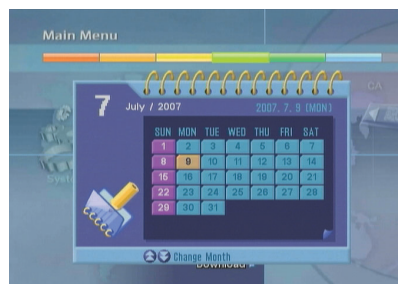 Main Menu
7
July / 2007
2007. 7. 9 (MON)
SUN MON TUE WED THU FRI SAT
1 2 3 4 5 6 7
8 9 10 11 12 13 14
15 16 17 18 19 20 21
22 23 24 25 26 27 28
29 30 31
Change Month
Download